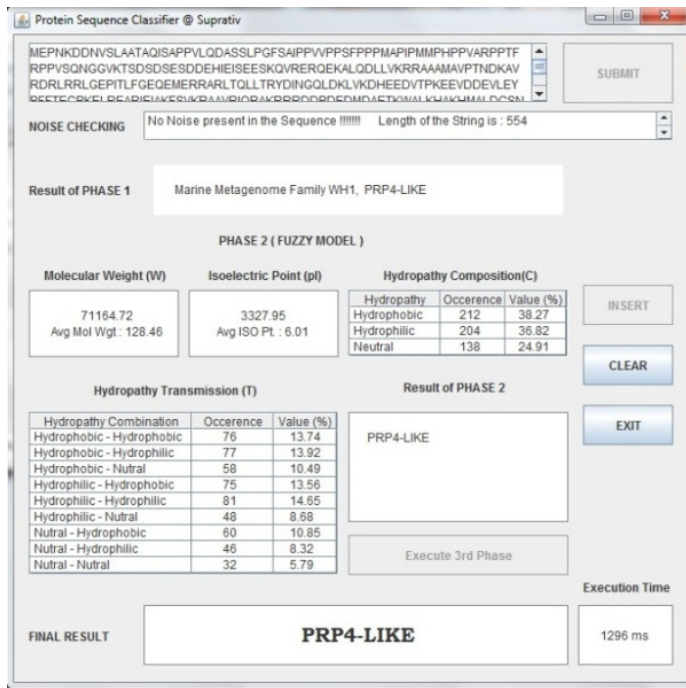 Protein Sequence Classifier @ Suprativ
MEPNKDDNVSLAATAQISAPPVLQDASSLPGFSAIPPVVPPSFPPPMAPIPMMPHPPVARPPTF
RPPVSQNGGVKTSDSDSESDDEHIEISEESKQVRERQEKALQDLLVKRRAAAMAVPTNDKAV
RDRLRRLGEPITLFGEQEMERRARLTQLLTRYDINGQLDKLVKDHEEDVTPKEEVDDEVLEY
SUBMIT
NOISE CHECKING
No Noise present in the Sequence !!!!!!! Length of the String is : 554
Result of PHASE 1
Marine Metagenome Family WH1, PRP4-LIKE
PHASE 2 ( FUZZY MODEL )
Molecular Weight (W) Isoelectric Point (pI) Hydropathy Composition(C)
71164.72
Avg Mol Wgt : 128.46
3327.95
Avg ISO Pt. : 6.01
Hydropathy Occerence Value (%)
Hydrophobic 212 38.27
Hydrophilic 204 36.82
Neutral 138 24.91
INSERT
CLEAR
EXIT
Hydropathy Transmission (T)
Hydropathy Combination Occerence Value (%)
Hydrophobic - Hydrophobic 76 13.74
Hydrophobic - Hydrophilic 77 13.92
Hydrophobic - Nutral 58 10.49
Hydrophilic - Hydrophobic 75 13.56
Hydrophilic - Hydrophilic 81 14.65
Hydrophilic - Nutral 48 8.68
Nutral - Hydrophobic 60 10.85
Nutral - Hydrophilic 46 8.32
Nutral - Nutral 32 5.79
Result of PHASE 2
PRP4-LIKE
Execute 3rd Phase
Execution Time
1296 ms
FINAL RESULT
PRP4-LIKE